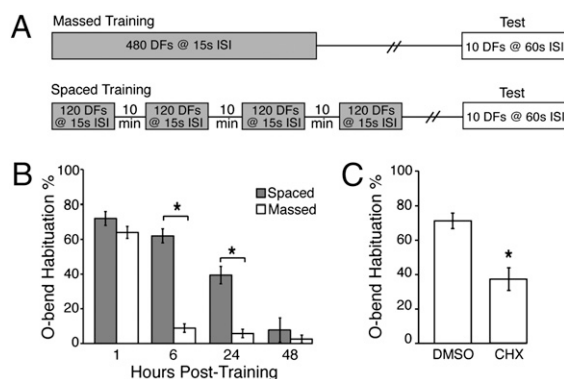 A
Massed Training
480 DFs @ 15s ISI
Test
10 DFs @ 60s ISI
Spaced Training
120 DFs @ 15s ISI
10 min
120 DFs @ 15s ISI
10 min
120 DFs @ 15s ISI
10 min
120 DFs @ 15s ISI
Test
10 DFs @ 60s ISI
B
O-bend Habituation %
100
80
60
40
20
0
*
*
Spaced
Massed
1 6 24 48
Hours Post-Training
C
O-bend Habituation %
100
80
60
40
20
0
*
DMSO CHX